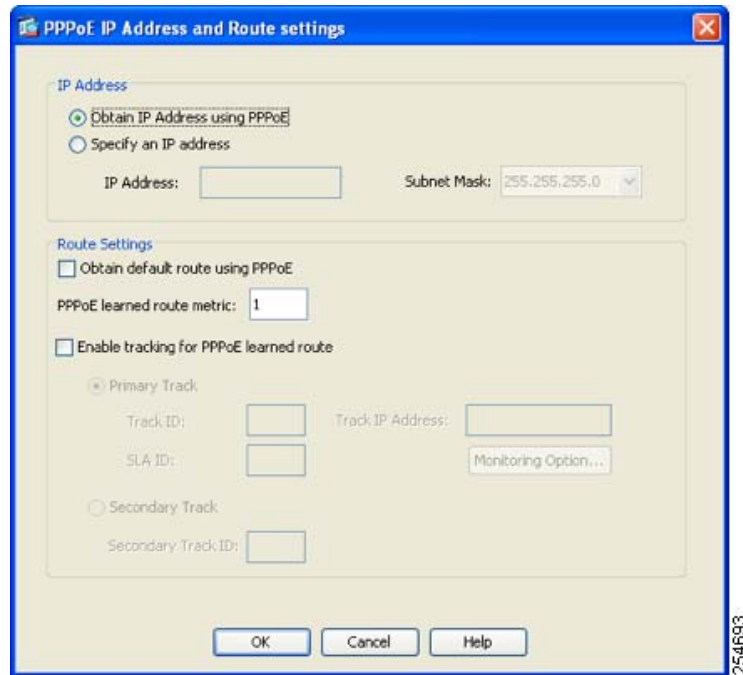 PPPoE IP Address and Route settings
IP Address
Obtain IP Address using PPPoE
Specify an IP address
IP Address:
Subnet Mask: 255.255.255.0
Route Settings
Obtain default route using PPPoE
PPPoE learned route metric: 1
Enable tracking for PPPoE learned route
Primary Track
Track ID:
Track IP Address:
SLA ID:
Monitoring Option...
Secondary Track
Secondary Track ID:
OK
Cancel
Help
254693